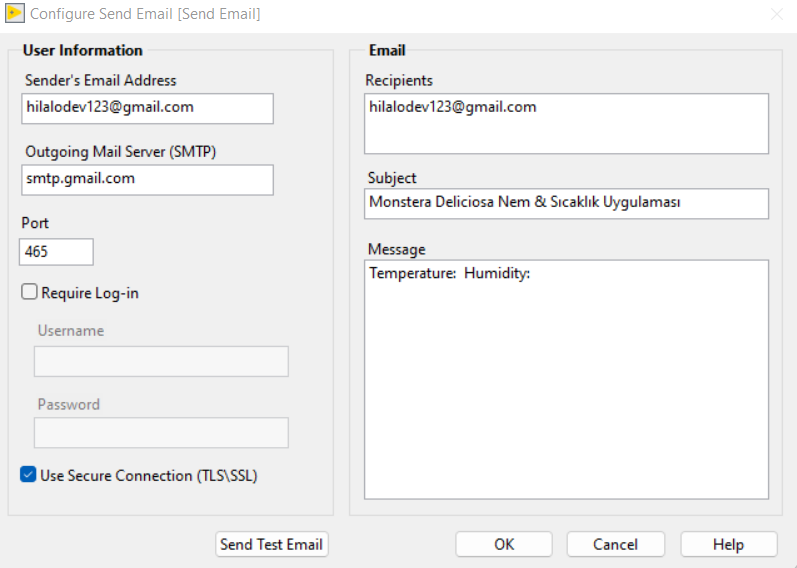 Configure Send Email [Send Email]
User Information
Sender's Email Address
hilalodev123@gmail.com
Outgoing Mail Server (SMTP)
smtp.gmail.com
Port
465
Require Log-in
Username
Password
Use Secure Connection (TLS\SSL)
Email
Recipients
hilalodev123@gmail.com
Subject
Monstera Deliciosa Nem & Sıcaklık Uygulaması
Message
Temperature:  Humidity:
Send Test Email
OK
Cancel
Help